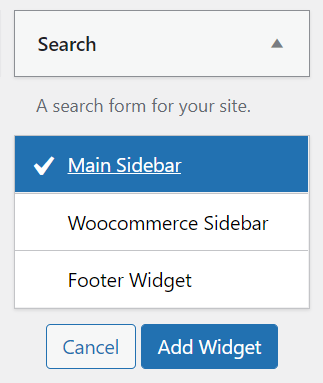 Search
A search form for your site.
Main Sidebar
Woocommerce Sidebar
Footer Widget
Cancel Add Widget